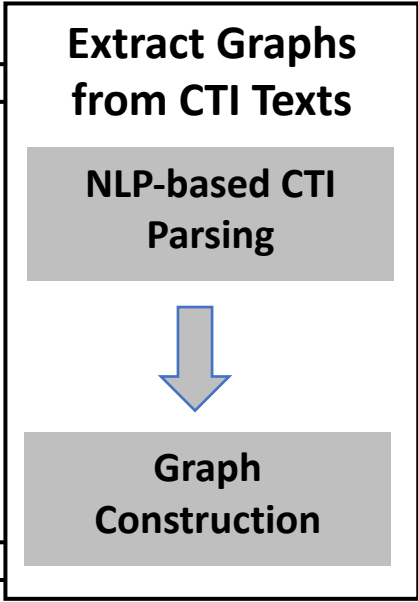 Extract Graphs
from CTI Texts
NLP-based CTI
Parsing
Graph
Construction